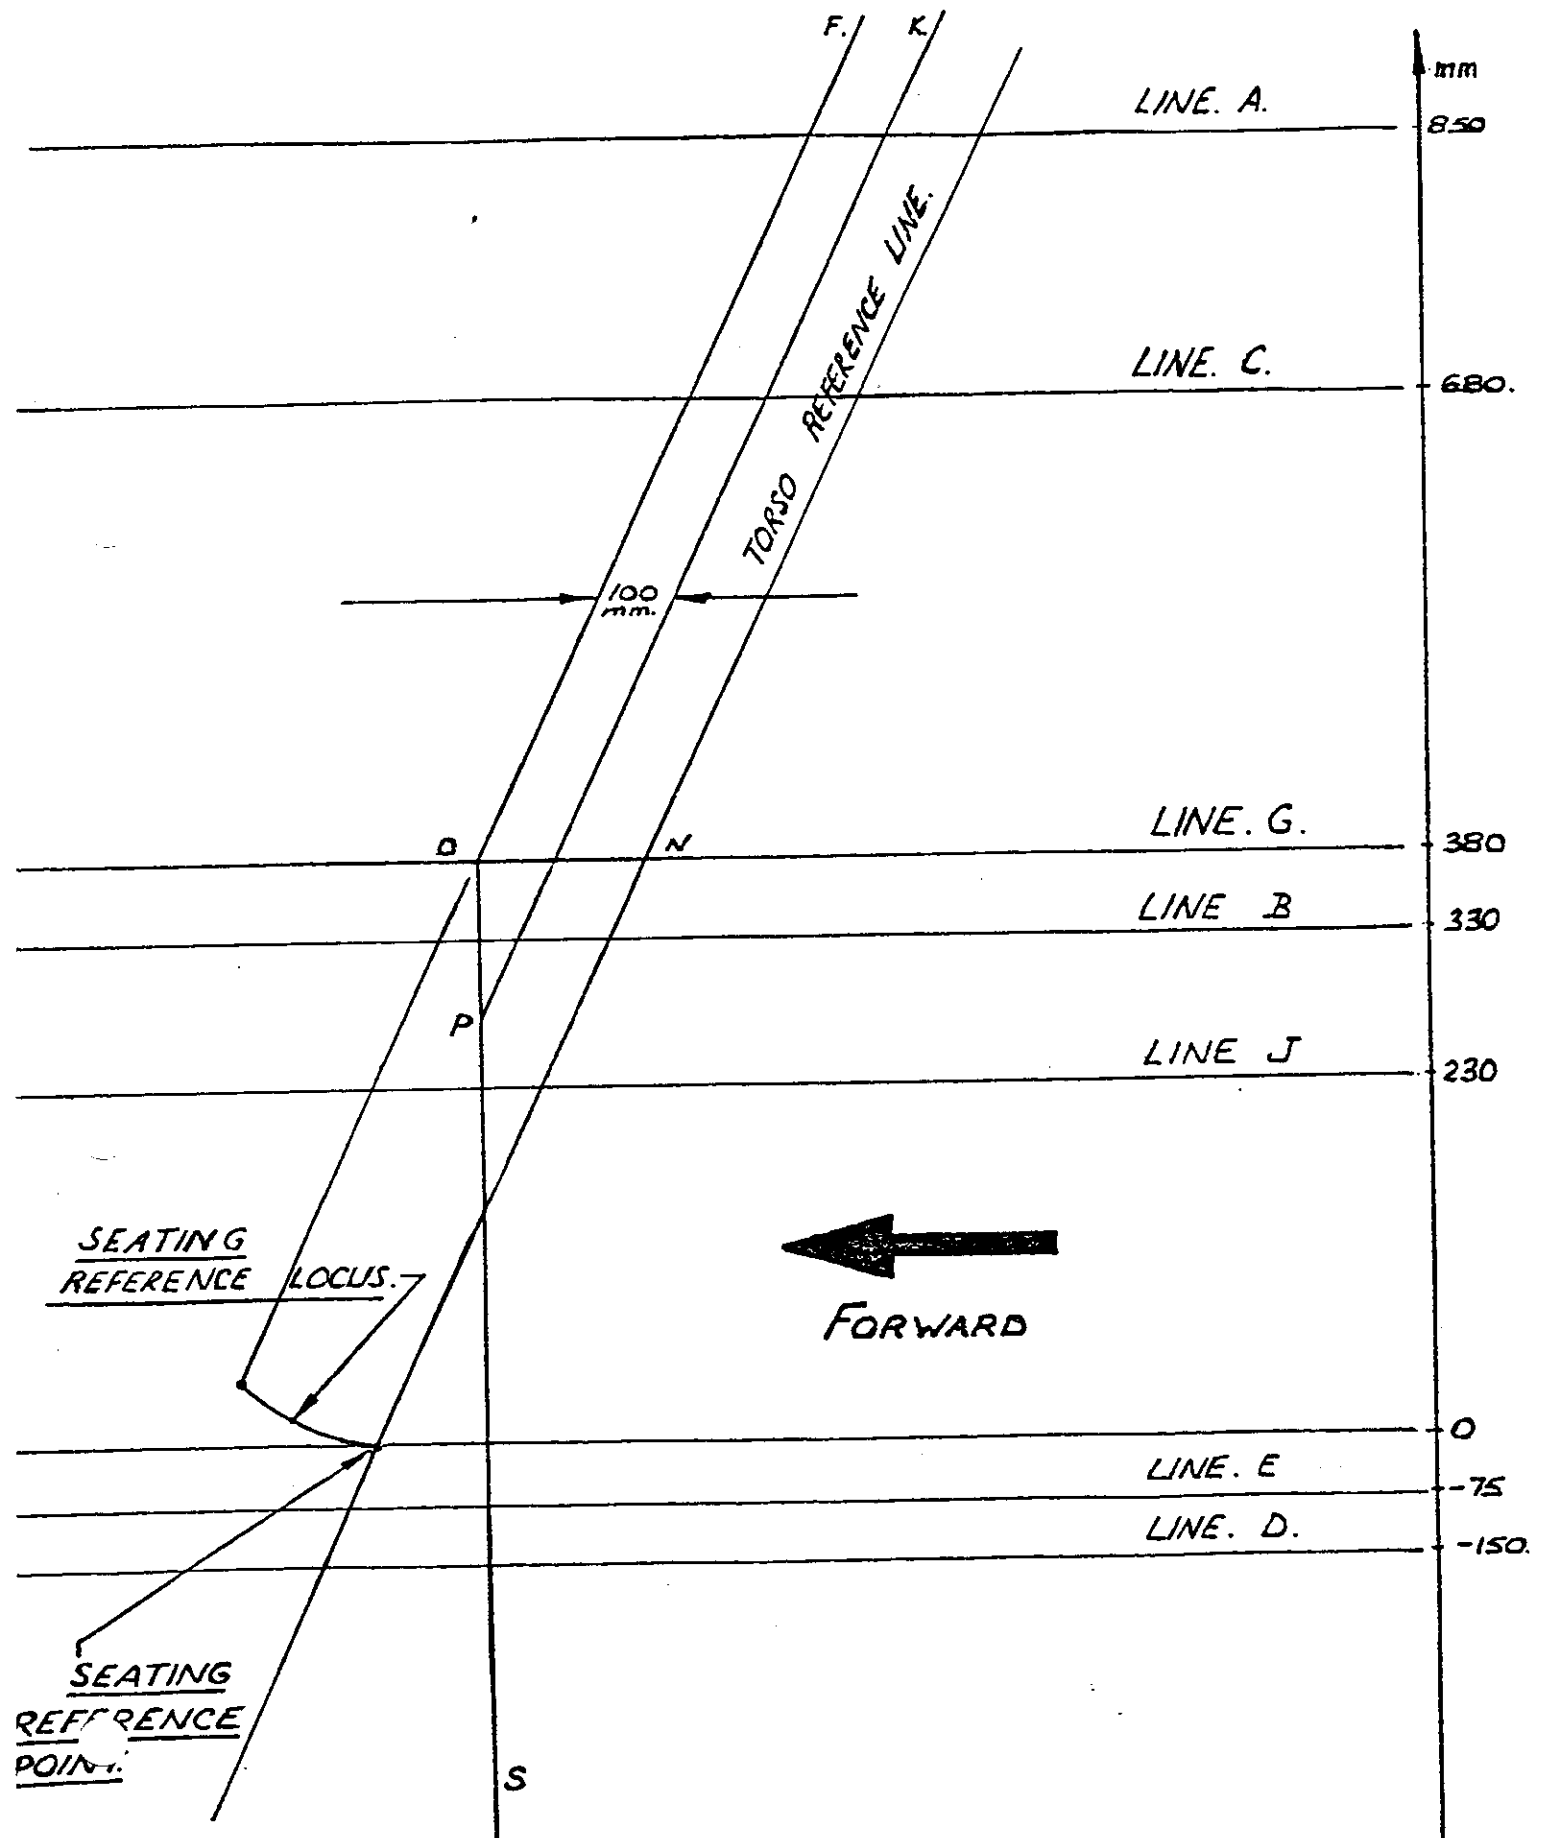 F. K.
mm
LINE. A.
850
TORSO REFERENCE LINE.
LINE. C.
680.
100
mm.
O N
LINE. G.
380
LINE B
330
P
LINE J
230
SEATING
REFERENCE LOCUS.
FORWARD
0
LINE. E
-75
LINE. D.
-150.
SEATING
REFERENCE
POINT.
S